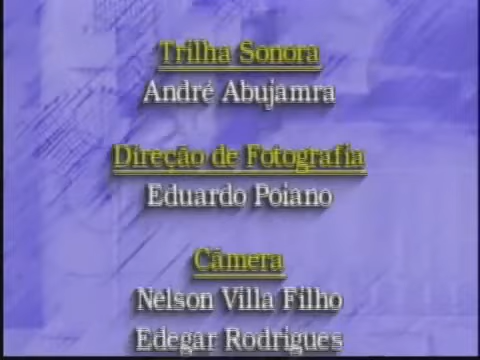 Trilha Sonora
André Abujamra
Direção de Fotografia
Eduardo Poiano
Câmera
Nelson Villa Filho
Edegar Rodrigues